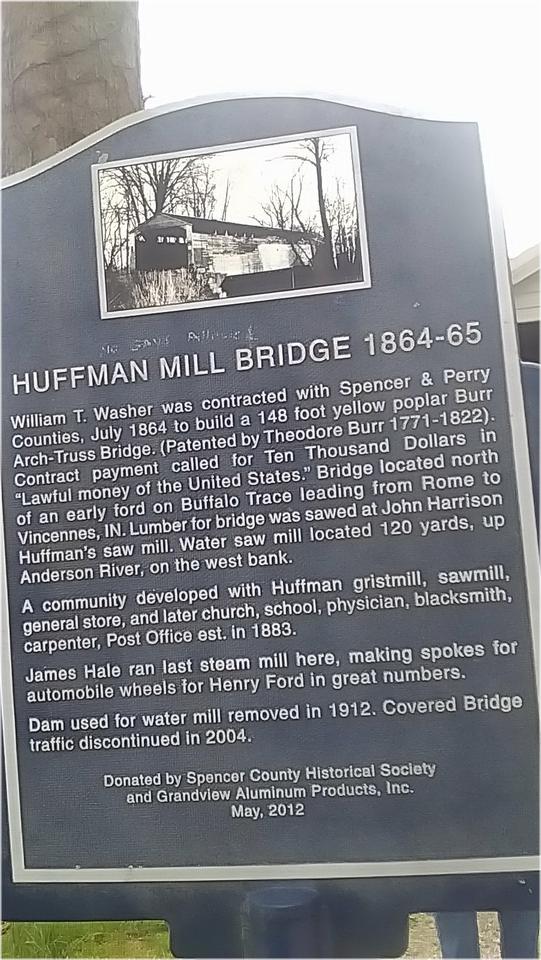 HUFFMAN MILL BRIDGE 1864-65
William T. Washer was contracted with Spencer & Perry
Counties, July 1864 to build a 148 foot yellow poplar Burr
Arch-Truss Bridge. (Patented by Theodore Burr 1771-1822).
Contract payment called for Ten Thousand Dollars in
“Lawful money of the United States.” Bridge located north
of an early ford on Buffalo Trace leading from Rome to
Vincennes, IN. Lumber for bridge was sawed at John Harrison
Huffman's saw mill. Water saw mill located 120 yards, up
Anderson River, on the west bank.
A community developed with Huffman gristmill, sawmill,
general store, and later church, school, physician, blacksmith,
carpenter, Post Office est. in 1883.
James Hale ran last steam mill here, making spokes for
automobile wheels for Henry Ford in great numbers.
Dam used for water mill removed in 1912. Covered Bridge
traffic discontinued in 2004.
Donated by Spencer County Historical Society
and Grandview Aluminum Products, Inc.
May, 2012